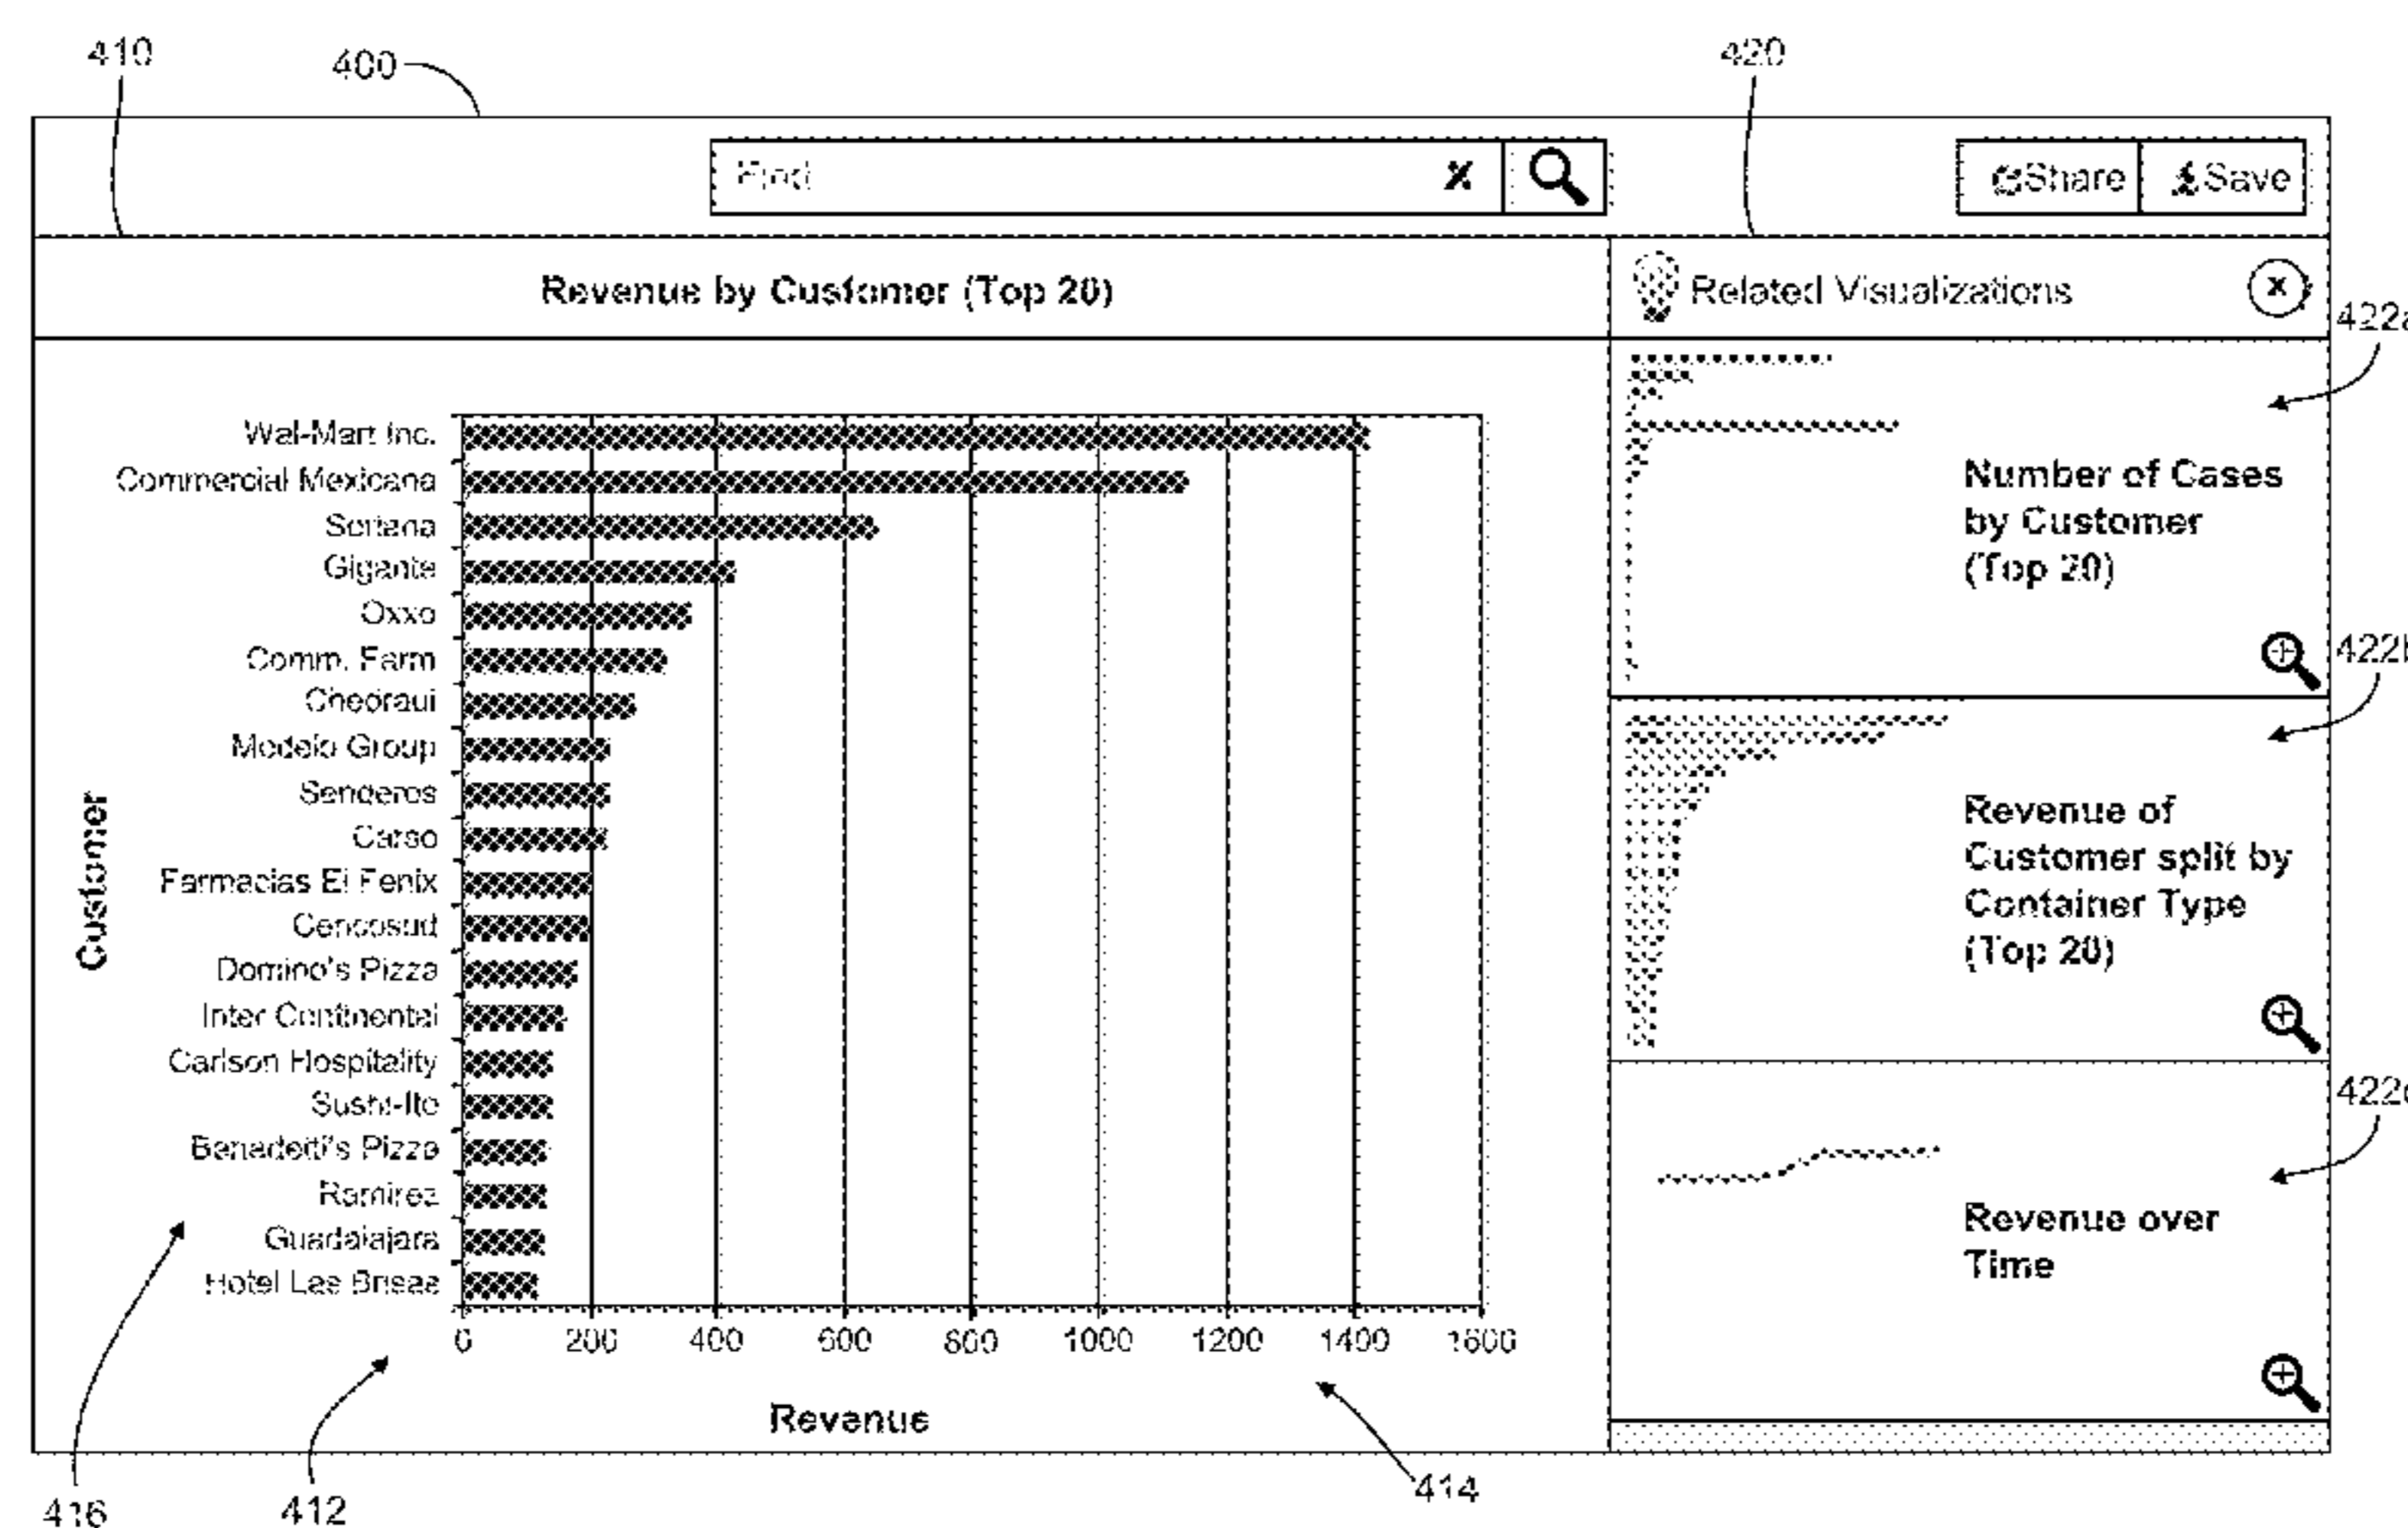 410
400
420
Find
X
Share
Save
Revenue by Customer (Top 20)
Related Visualizations
x
422a
Wal-Mart Inc.
Commercial Mexicana
Soriana
Gigante
Oxxo
Comm. Farm
Chedraui
Modelo Group
Senderos
Carso
Farmacias El Fenix
Cencosud
Domino's Pizza
Inter Continental
Carlson Hospitality
Sushi-Ito
Benadetti's Pizza
Ramirez
Guadalajara
Hotel Las Brisas
Customer
0 200 400 600 800 1000 1200 1400 1600
Revenue
Number of Cases
by Customer
(Top 20)
422b
Revenue of
Customer split by
Container Type
(Top 20)
422c
Revenue over
Time
416
412
414